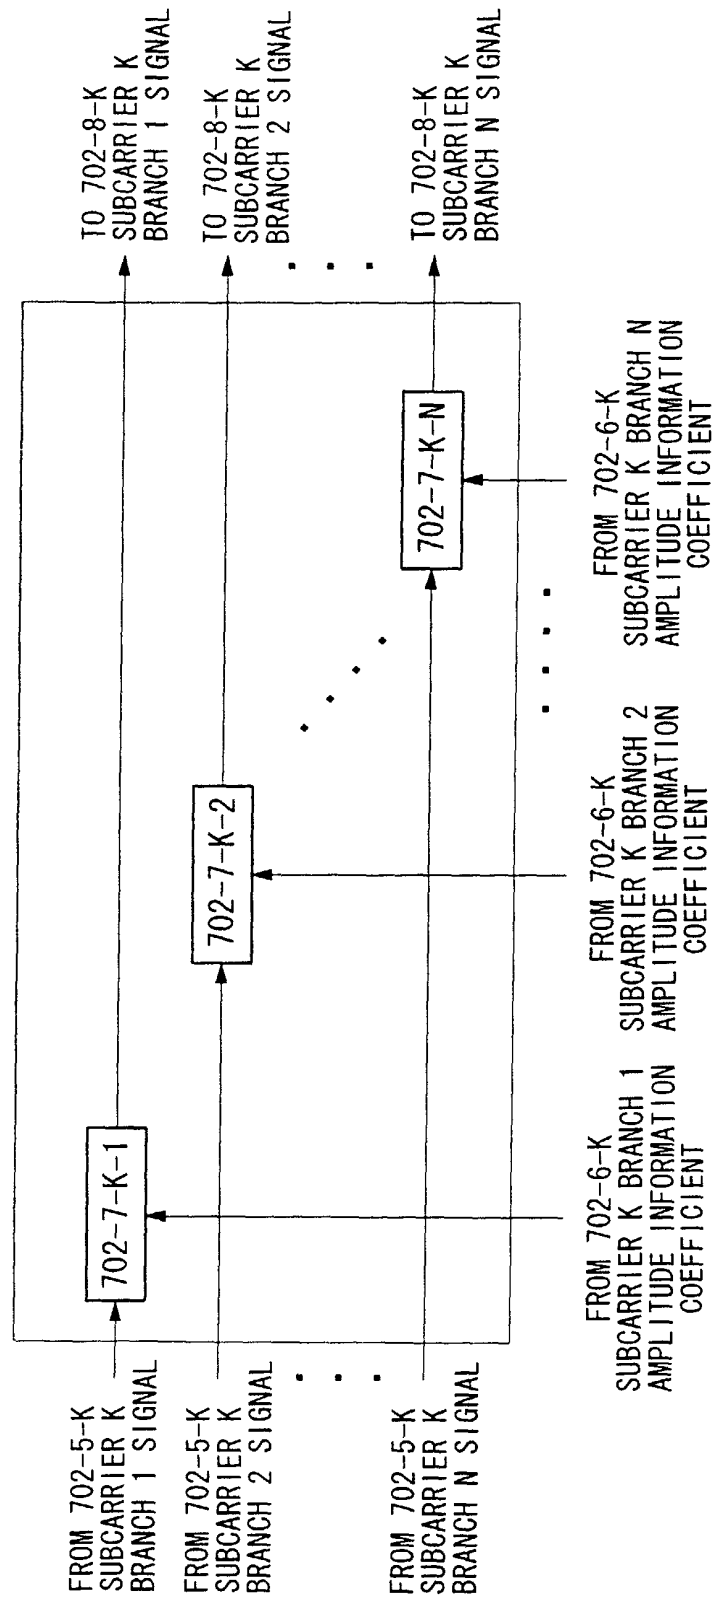 FROM 702-5-K
SUBCARRIER K
BRANCH 1 SIGNAL
702-7-K-1
TO 702-8-K
SUBCARRIER K
BRANCH 1 SIGNAL
FROM 702-5-K
SUBCARRIER K
BRANCH 2 SIGNAL
702-7-K-2
TO 702-8-K
SUBCARRIER K
BRANCH 2 SIGNAL
FROM 702-5-K
SUBCARRIER K
BRANCH N SIGNAL
702-7-K-N
TO 702-8-K
SUBCARRIER K
BRANCH N SIGNAL
FROM 702-6-K
SUBCARRIER K BRANCH 1
AMPLITUDE INFORMATION
COEFFICIENT
FROM 702-6-K
SUBCARRIER K BRANCH 2
AMPLITUDE INFORMATION
COEFFICIENT
FROM 702-6-K
SUBCARRIER K BRANCH N
AMPLITUDE INFORMATION
COEFFICIENT